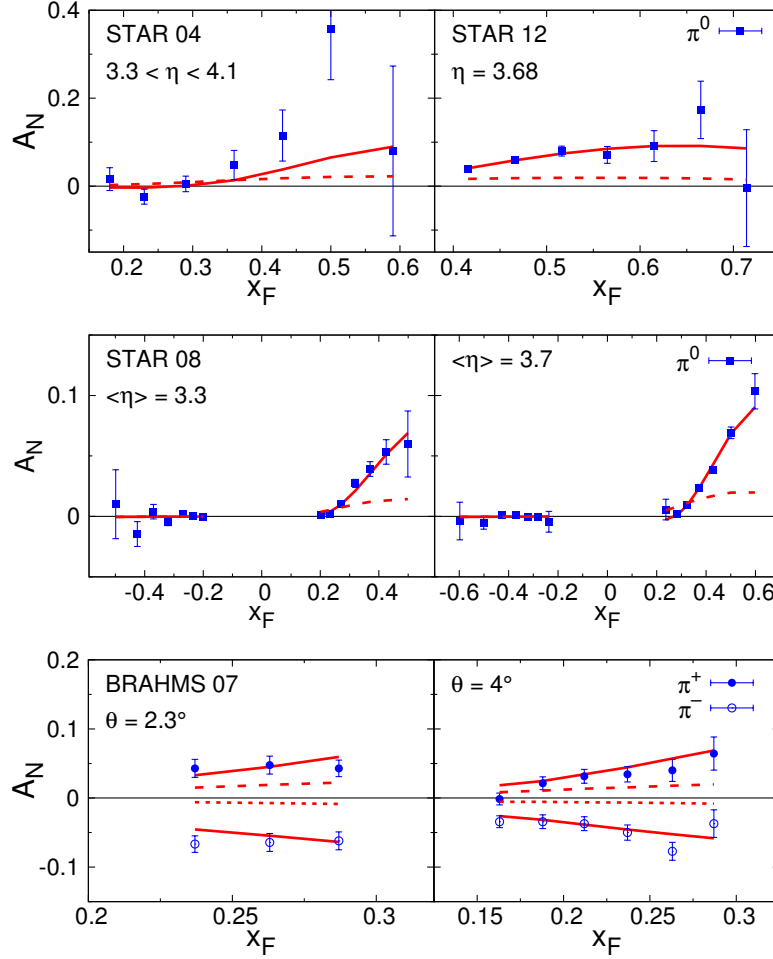 STAR 04
3.3 < η < 4.1
STAR 12
η = 3.68
π⁰
A_N
0.4
0.2
0
0.2 0.3 0.4 0.5 0.6
x_F
0.4 0.5 0.6 0.7
x_F
STAR 08
<η> = 3.3
<η> = 3.7
π⁰
A_N
0.1
0
-0.4 -0.2 0 0.2 0.4
x_F
-0.6 -0.4 -0.2 0 0.2 0.4 0.6
x_F
BRAHMS 07
θ = 2.3°
θ = 4°
π⁺
π⁻
A_N
0.2
0.1
0
-0.1
0.2 0.25 0.3
x_F
0.15 0.2 0.25 0.3
x_F